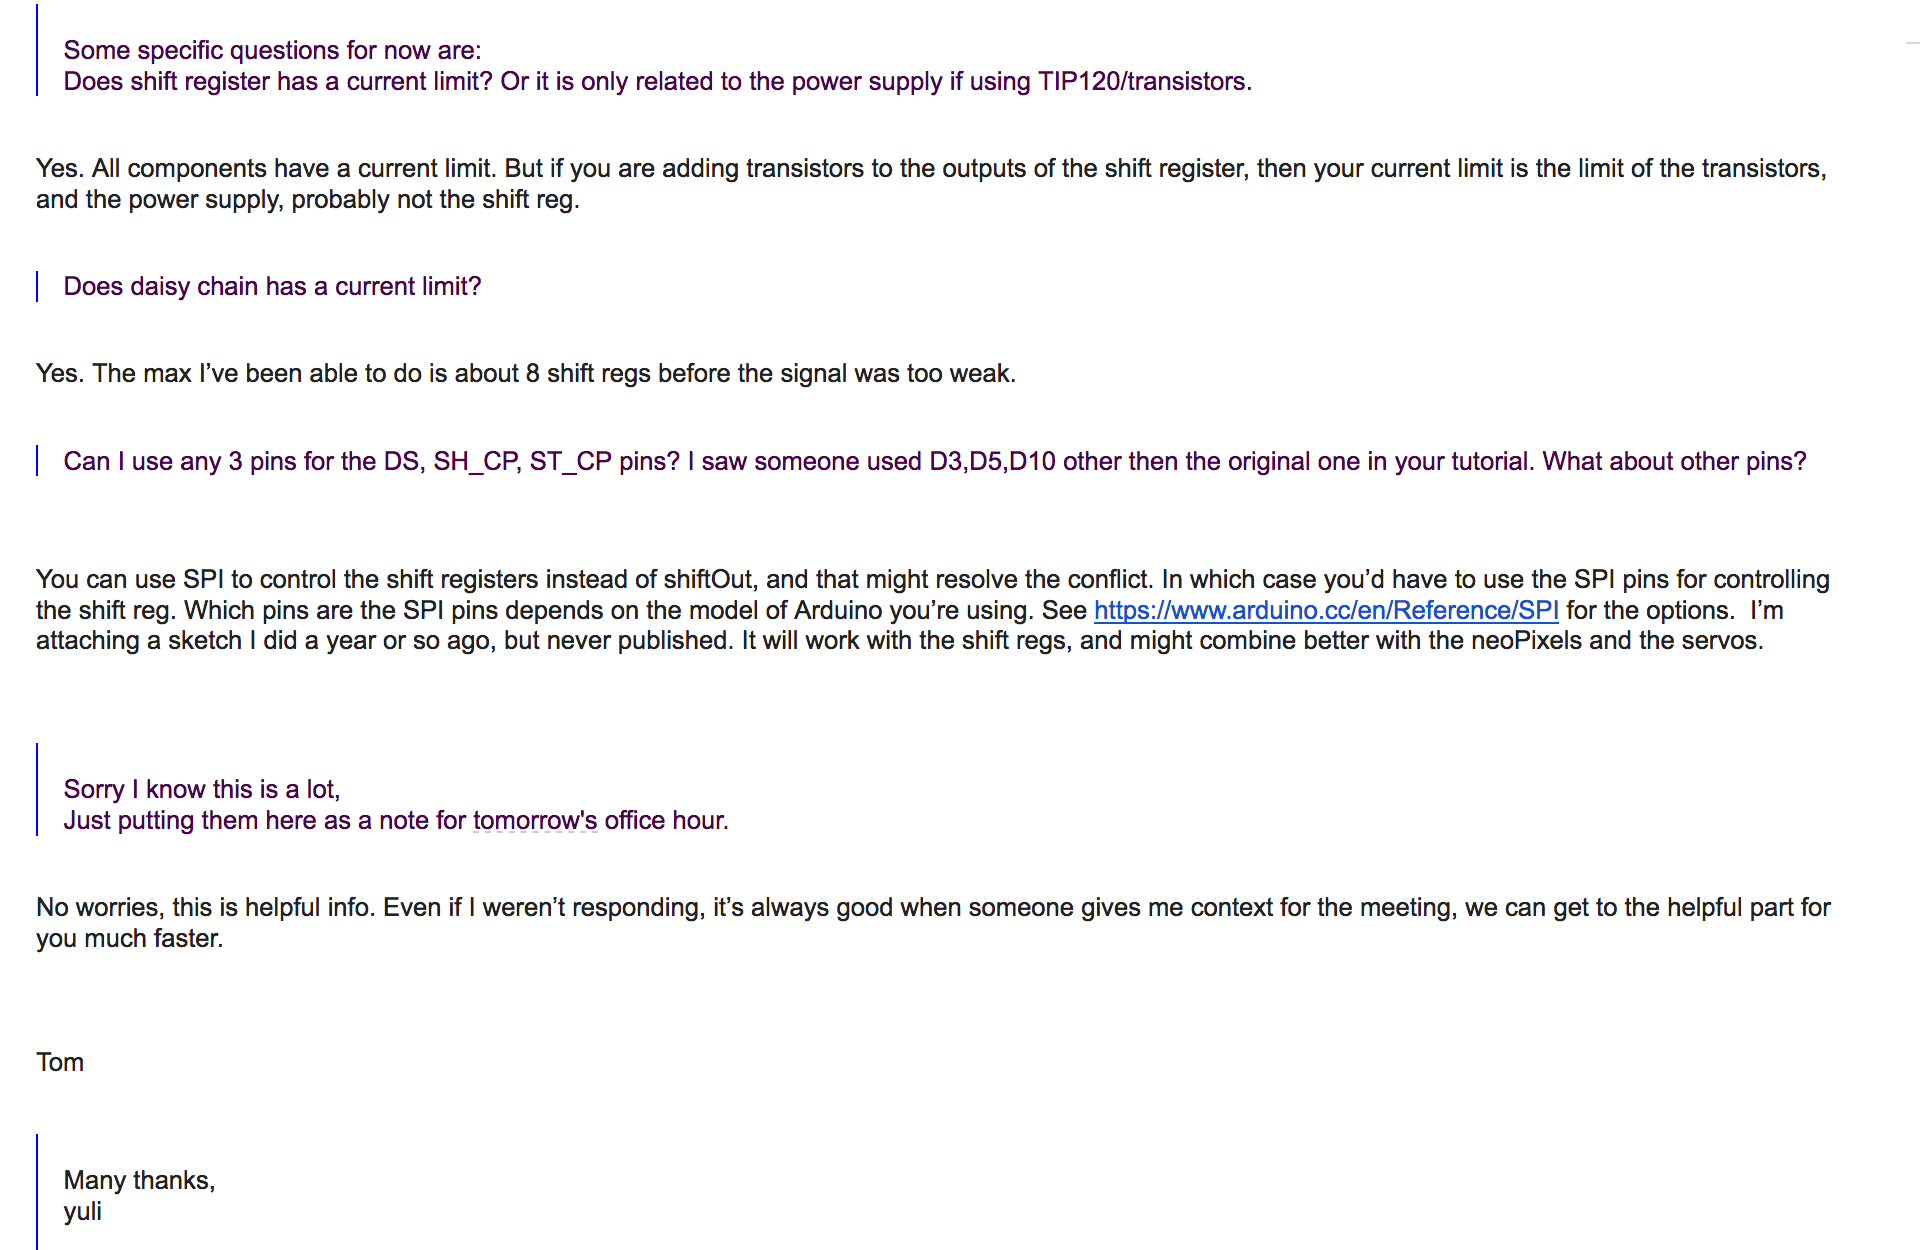 Some specific questions for now are:
Does shift register has a current limit? Or it is only related to the power supply if using TIP120/transistors.
Yes. All components have a current limit. But if you are adding transistors to the outputs of the shift register, then your current limit is the limit of the transistors,
and the power supply, probably not the shift reg.
Does daisy chain has a current limit?
Yes. The max I’ve been able to do is about 8 shift regs before the signal was too weak.
Can I use any 3 pins for the DS, SH_CP, ST_CP pins? I saw someone used D3,D5,D10 other then the original one in your tutorial. What about other pins?
You can use SPI to control the shift registers instead of shiftOut, and that might resolve the conflict. In which case you’d have to use the SPI pins for controlling
the shift reg. Which pins are the SPI pins depends on the model of Arduino you’re using. See https://www.arduino.cc/en/Reference/SPI for the options.  I’m
attaching a sketch I did a year or so ago, but never published. It will work with the shift regs, and might combine better with the neoPixels and the servos.
Sorry I know this is a lot,
Just putting them here as a note for tomorrow's office hour.
No worries, this is helpful info. Even if I weren’t responding, it’s always good when someone gives me context for the meeting, we can get to the helpful part for
you much faster.
Tom
Many thanks,
yuli